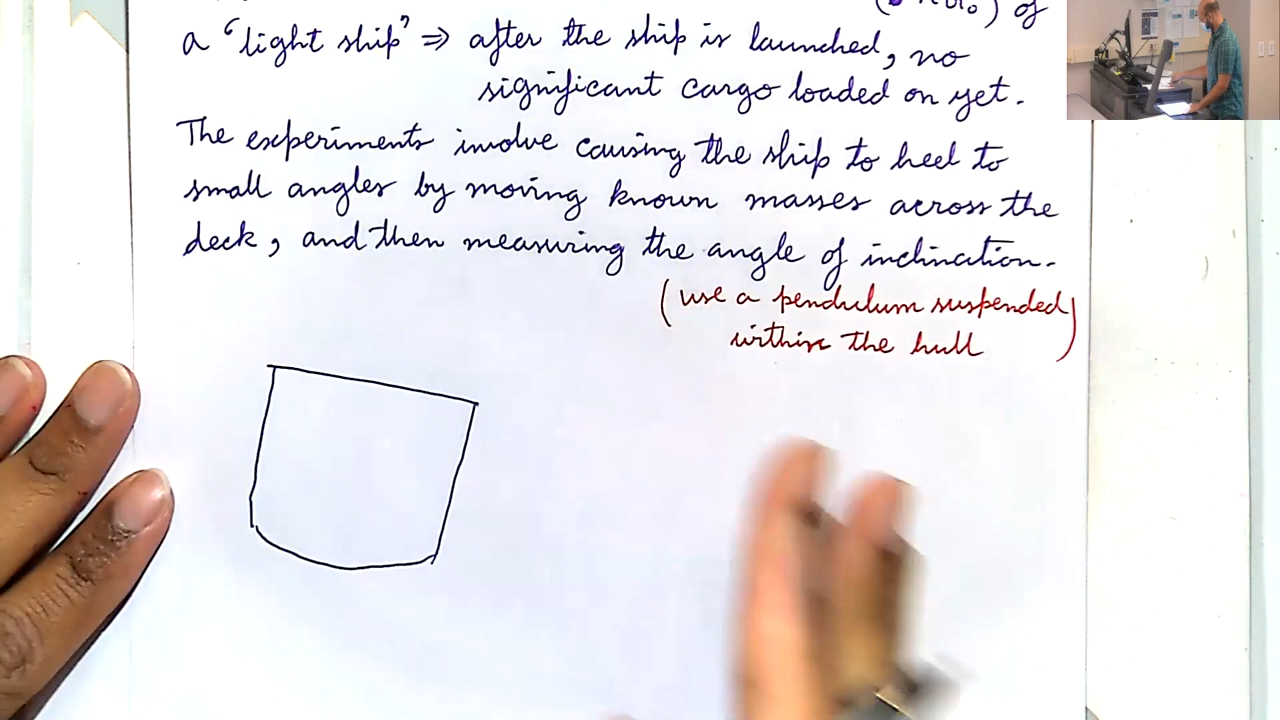 of
a "light ship" ⇒ after the ship is launched, no
significant cargo loaded on yet.
The experiments involve causing the ship to heel to
small angles by moving known masses across the
deck, and then measuring the angle of inclination.
(use a pendulum suspended
within the hull)